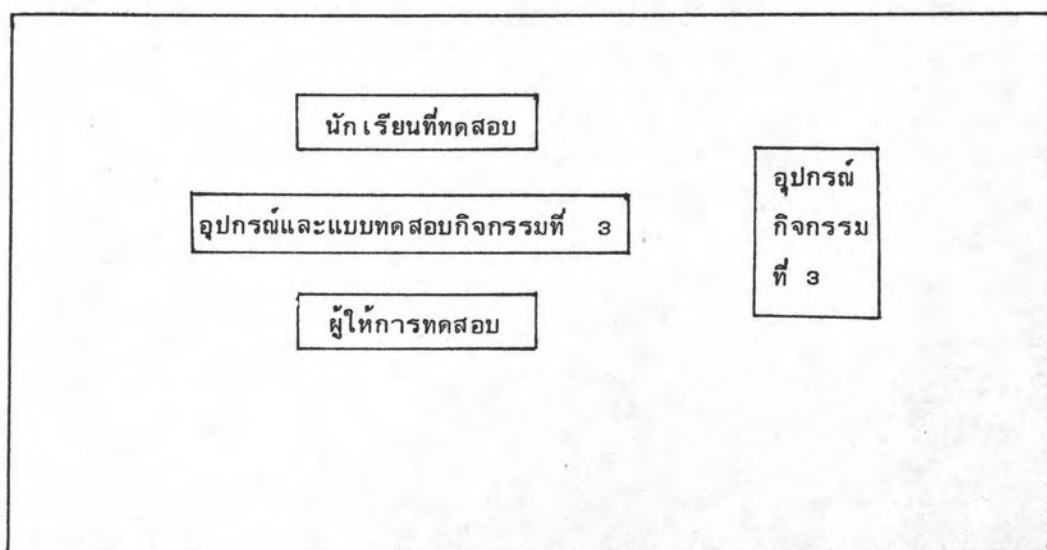 นักเรียนที่ทดสอบ
อุปกรณ์และแบบทดสอบกิจกรรมที่ 3
ผู้ให้การทดสอบ
อุปกรณ์
กิจกรรม
ที่ 3